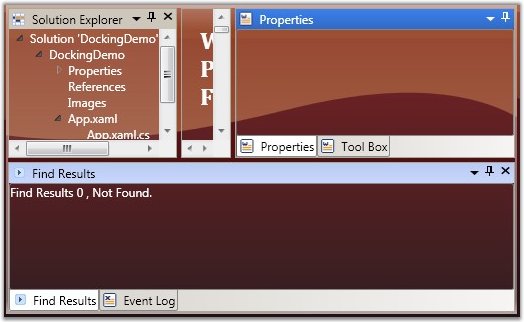 Solution Explorer
Solution 'DockingDemo'
DockingDemo
Properties
References
Images
App.xaml
App.xaml.cs
W
P
F
Properties
Properties
Tool Box
Find Results
Find Results 0 , Not Found.
Find Results
Event Log